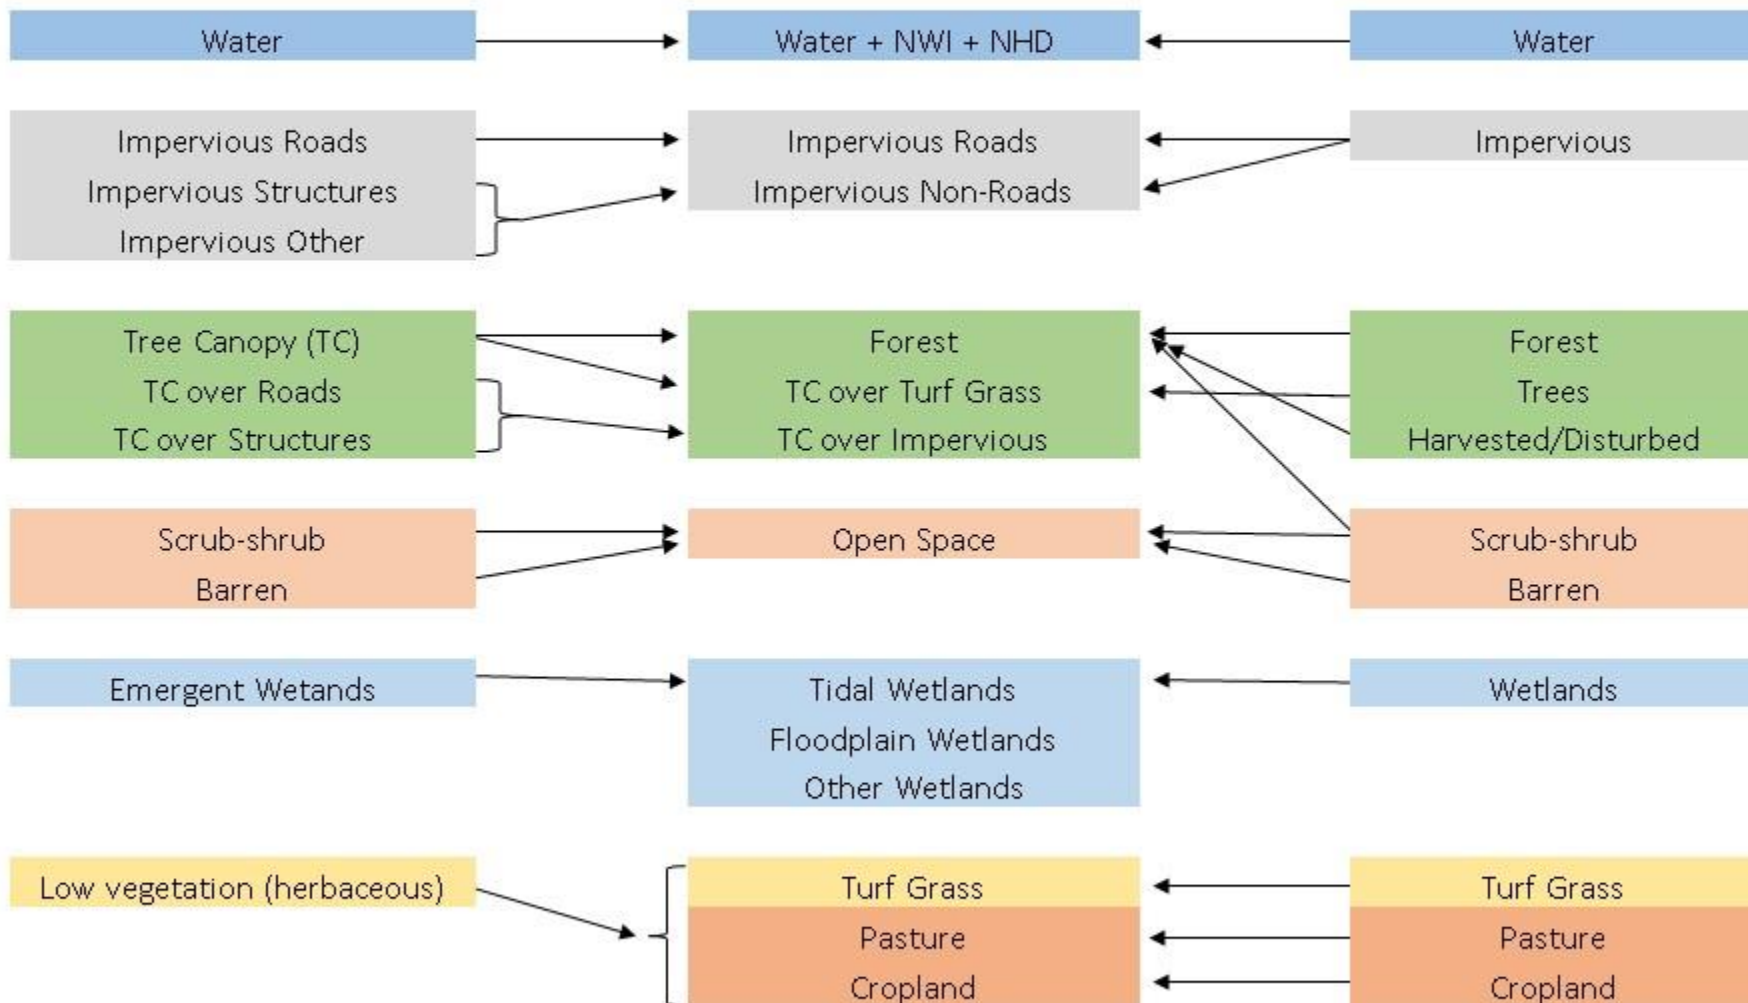 Water
Impervious Roads
Impervious Structures
Impervious Other
Tree Canopy (TC)
TC over Roads
TC over Structures
Scrub-shrub
Barren
Emergent Wetands
Low vegetation (herbaceous)
Water + NWI + NHD
Impervious Roads
Impervious Non-Roads
Forest
TC over Turf Grass
TC over Impervious
Open Space
Tidal Wetlands
Floodplain Wetlands
Other Wetlands
Turf Grass
Pasture
Cropland
Water
Impervious
Forest
Trees
Harvested/Disturbed
Scrub-shrub
Barren
Wetlands
Turf Grass
Pasture
Cropland